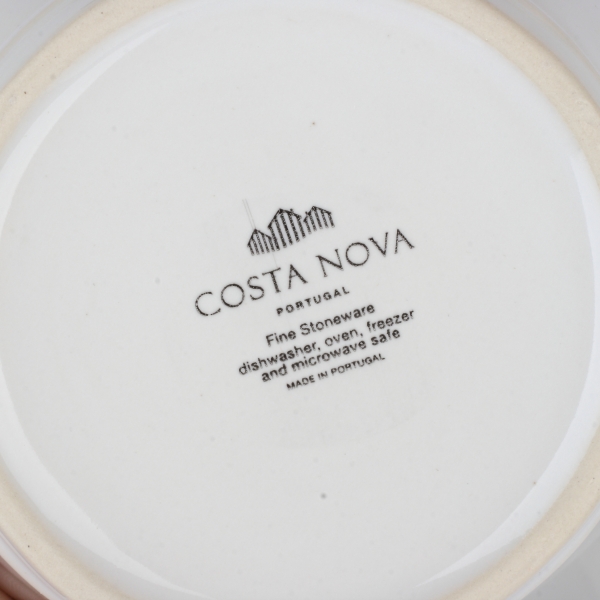 COSTA NOVA
PORTUGAL
Fine Stoneware
dishwasher, oven, freezer
and microwave safe
MADE IN PORTUGAL